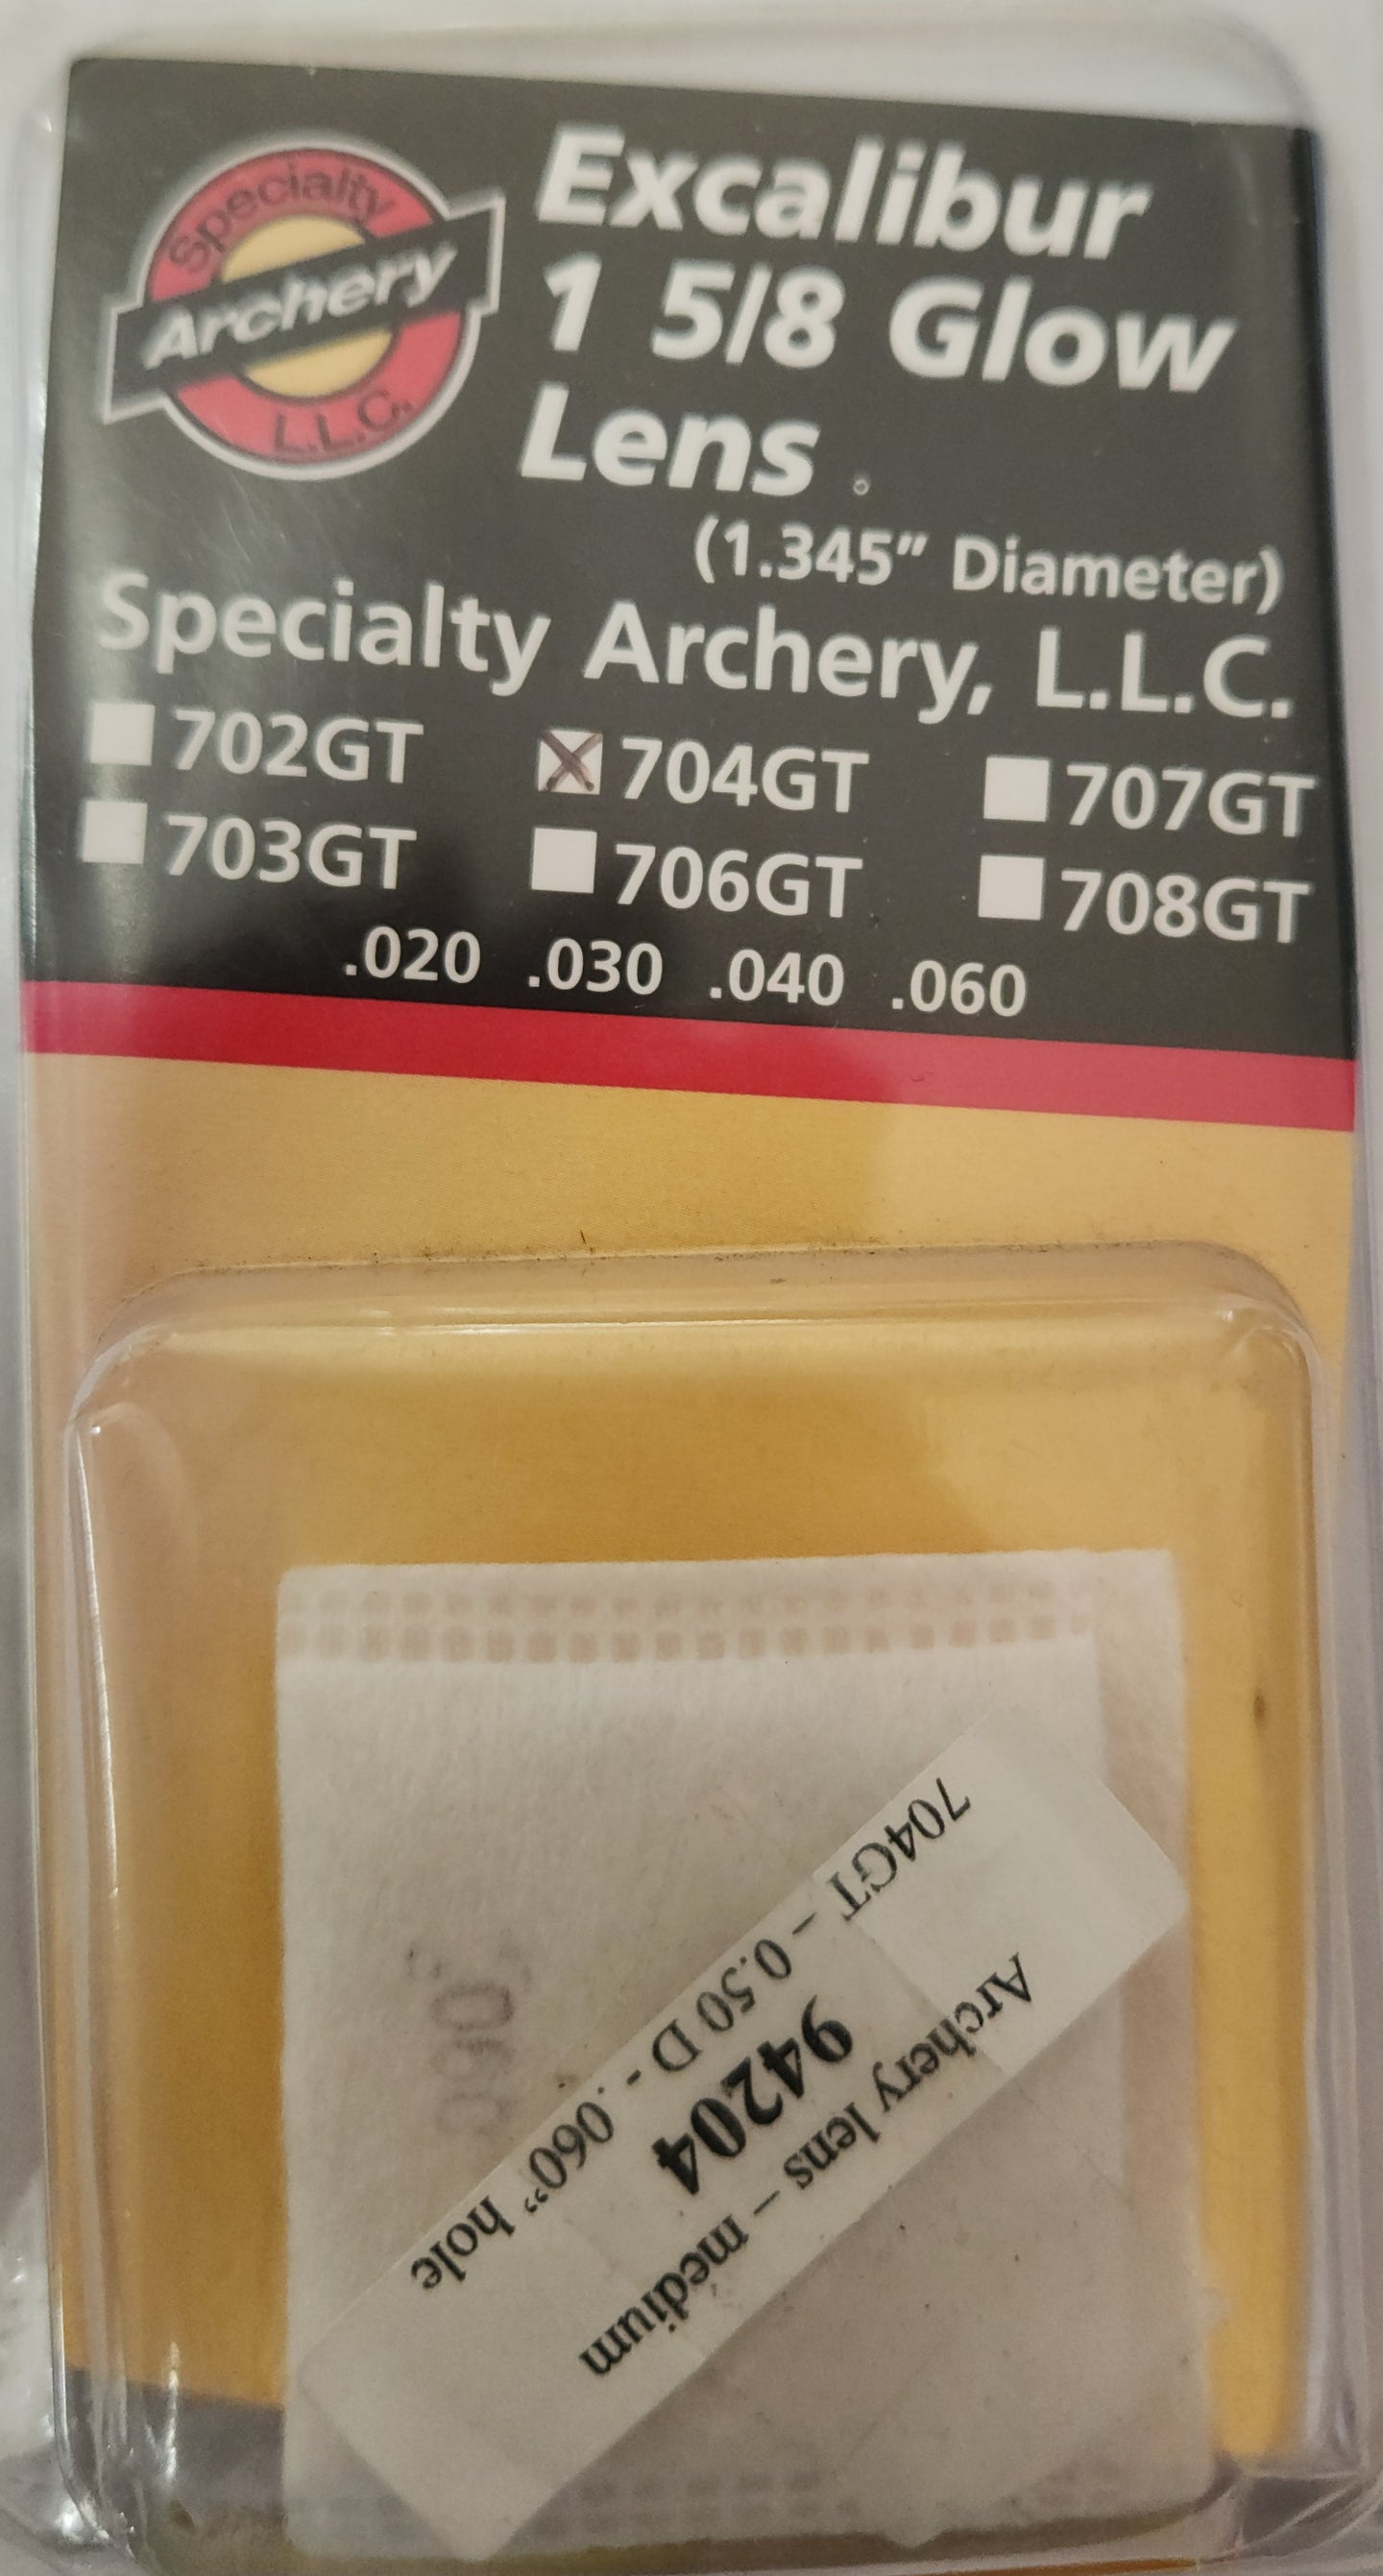 Specialty
Archery
L.L.C.
Excalibur
1 5/8 Glow
Lens
(1.345” Diameter)
Specialty Archery, L.L.C.
702GT 704GT 707GT
703GT 706GT 708GT
.020 .030 .040 .060
.060
704GT – 0.50 D - .060” hole
94204
Archery lens – medium